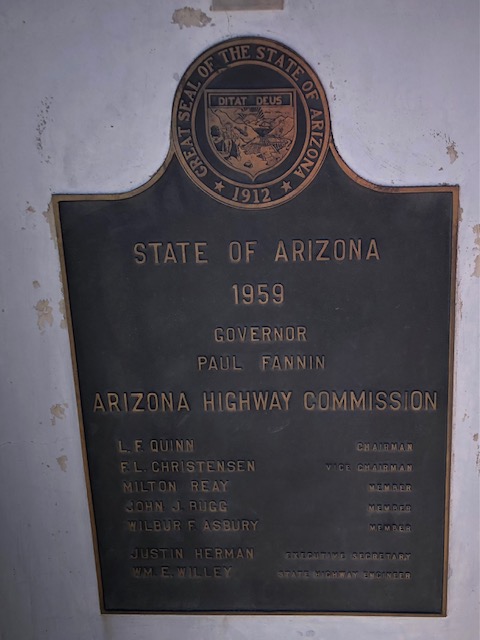 GREAT SEAL OF THE STATE OF ARIZONA
DITAT DEUS
1912
STATE OF ARIZONA
1959
GOVERNOR
PAUL FANNIN
ARIZONA HIGHWAY COMMISSION
L. F. QUINN CHAIRMAN
F. L. CHRISTENSEN VICE CHAIRMAN
MILTON REAY MEMBER
JOHN J. BUGG MEMBER
WILBUR F. ASBURY MEMBER
JUSTIN HERMAN EXECUTIVE SECRETARY
WM. E. WILLEY STATE HIGHWAY ENGINEER